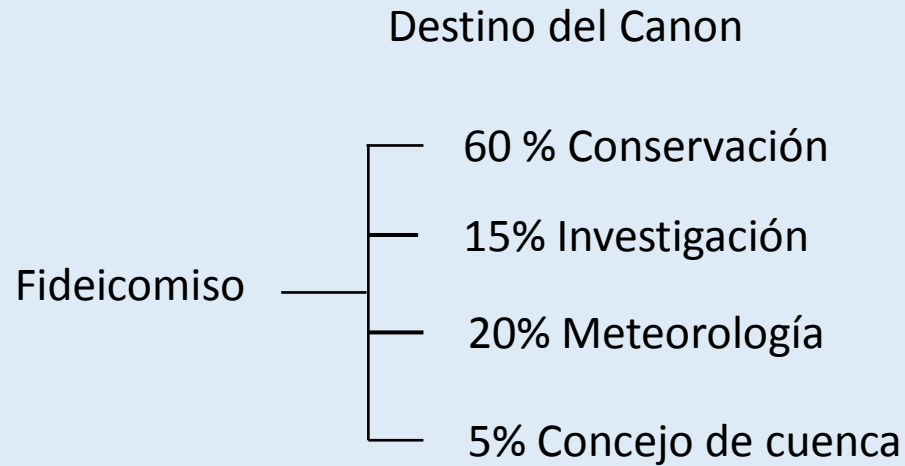 Destino del Canon
60 % Conservación
15% Investigación
Fideicomiso
20% Meteorología
5% Concejo de cuenca